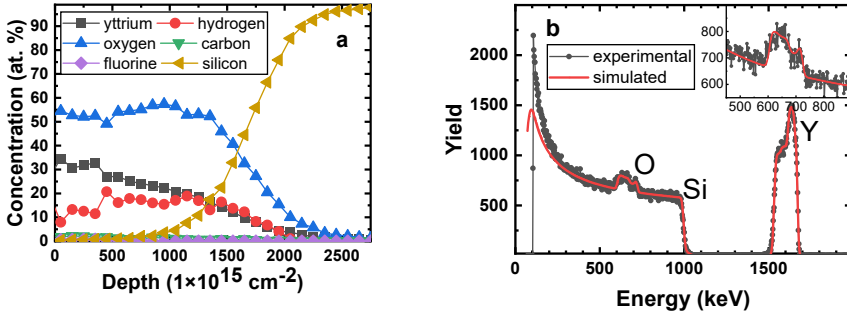 a
yttrium
hydrogen
oxygen
carbon
fluorine
silicon
Concentration (at. %)
90
80
70
60
50
40
30
20
10
0
0 500 1000 1500 2000 2500
Depth (1×10¹⁵ cm⁻²)
b
experimental
simulated
Yield
2000
1500
1000
500
0 500 1000 1500
Energy (keV)
O
Si
Y
800
700
600
500 600 700 800